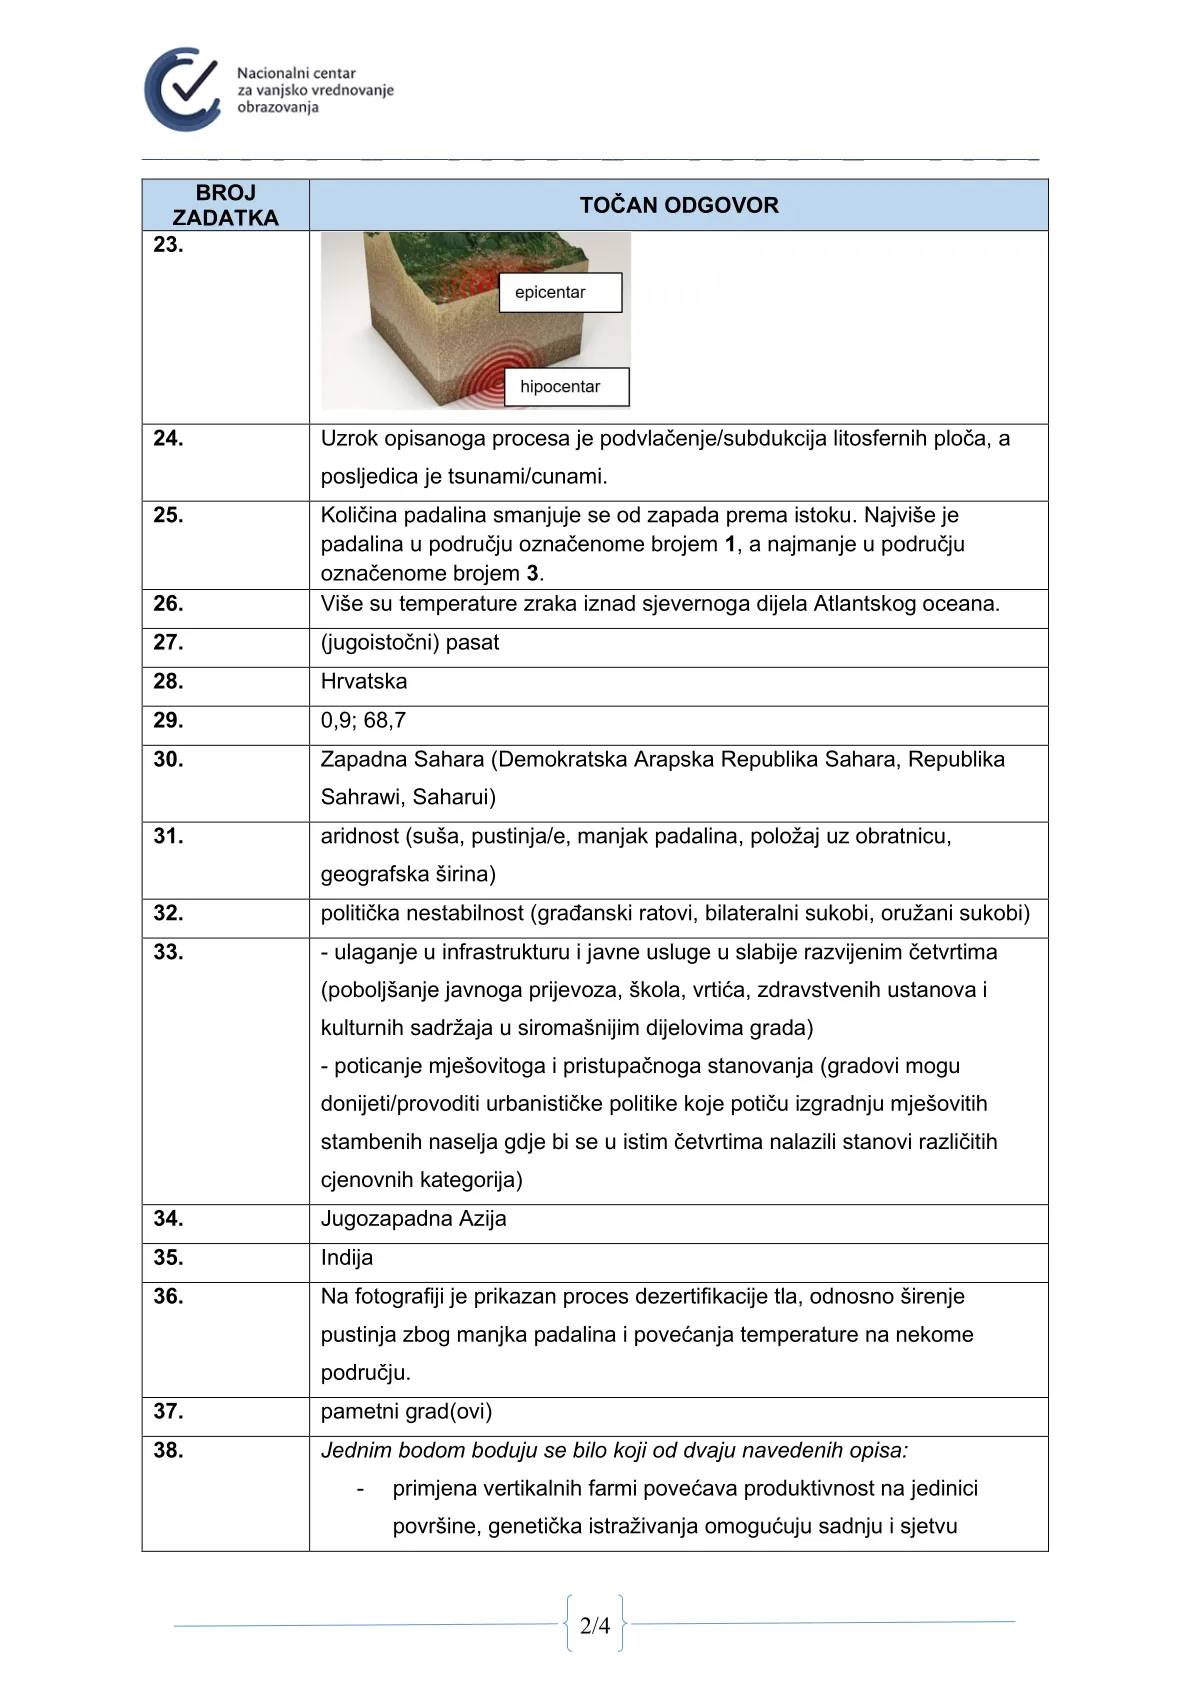 Nacionalni centar
za vanjsko vrednovanje
obrazovanja
BROJ
ZADATKA
TOČAN ODGOVOR
23.
epicentar
hipocentar
24.
Uzrok opisanoga procesa je podvlačenje/subdukcija litosfernih ploča, a
posljedica je tsunami/cunami.
25.
Količina padalina smanjuje se od zapada prema istoku. Najviše je
padalina u području označenome brojem 1, a najmanje u području
označenome brojem 3.
26.
Više su temperature zraka iznad sjevernoga dijela Atlantskog oceana.
27.
(jugoistočni) pasat
28.
Hrvatska
29.
0,9; 68,7
30.
Zapadna Sahara (Demokratska Arapska Republika Sahara, Republika
Sahrawi, Saharui)
31.
aridnost (suša, pustinja/e, manjak padalina, položaj uz obratnicu,
geografska širina)
32.
politička nestabilnost (građanski ratovi, bilateralni sukobi, oružani sukobi)
33.
- ulaganje u infrastrukturu i javne usluge u slabije razvijenim četvrtima
(poboljšanje javnoga prijevoza, škola, vrtića, zdravstvenih ustanova i
kulturnih sadržaja u siromašnijim dijelovima grada)
- poticanje mješovitoga i pristupačnoga stanovanja (gradovi mogu
donijeti/provoditi urbanističke politike koje potiču izgradnju mješovitih
stambenih naselja gdje bi se u istim četvrtima nalazili stanovi različitih
cjenovnih kategorija)
34.
Jugozapadna Azija
35.
Indija
36.
Na fotografiji je prikazan proces dezertifikacije tla, odnosno širenje
pustinja zbog manjka padalina i povećanja temperature na nekome
području.
37.
pametni grad(ovi)
38.
Jednim bodom boduju se bilo koji od dvaju navedenih opisa:
- primjena vertikalnih farmi povećava produktivnost na jedinici
površine, genetička istraživanja omogućuju sadnju i sjetvu
2/4